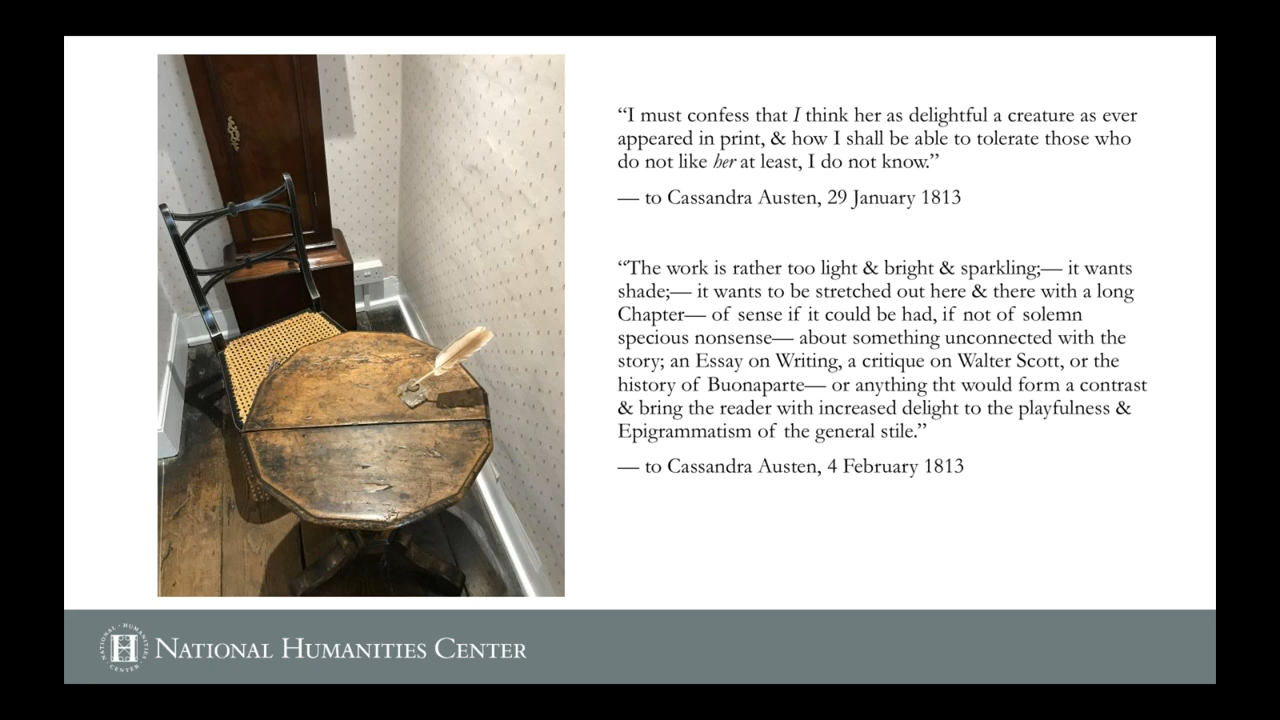 “I must confess that I think her as delightful a creature as ever
appeared in print, & how I shall be able to tolerate those who
do not like her at least, I do not know.”
— to Cassandra Austen, 29 January 1813
“The work is rather too light & bright & sparkling;— it wants
shade;— it wants to be stretched out here & there with a long
Chapter— of sense if it could be had, if not of solemn
specious nonsense— about something unconnected with the
story; an Essay on Writing, a critique on Walter Scott, or the
history of Buonaparte— or anything tht would form a contrast
& bring the reader with increased delight to the playfulness &
Epigrammatism of the general stile.”
— to Cassandra Austen, 4 February 1813
NATIONAL · HUMANITIES · CENTER ·
H
NATIONAL HUMANITIES CENTER